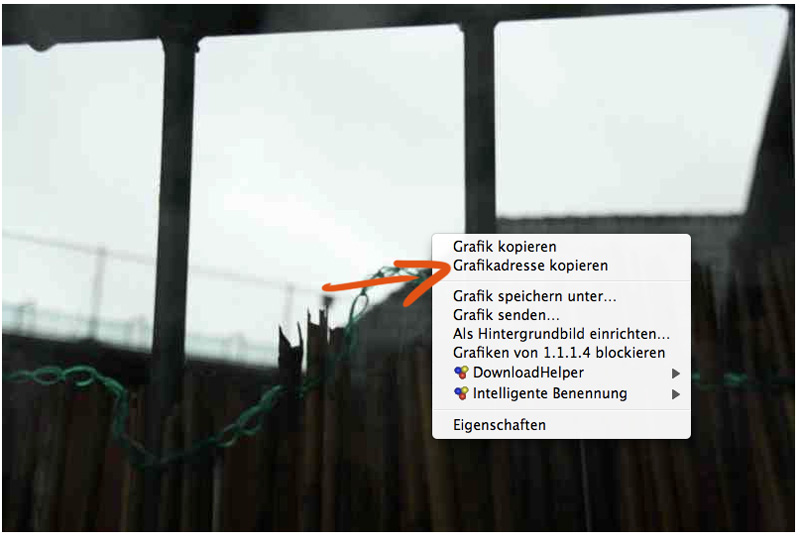 Grafik kopieren
Grafikadresse kopieren
Grafik speichern unter...
Grafik senden...
Als Hintergrundbild einrichten...
Grafiken von 1.1.1.4 blockieren
DownloadHelper
Intelligente Benennung
Eigenschaften